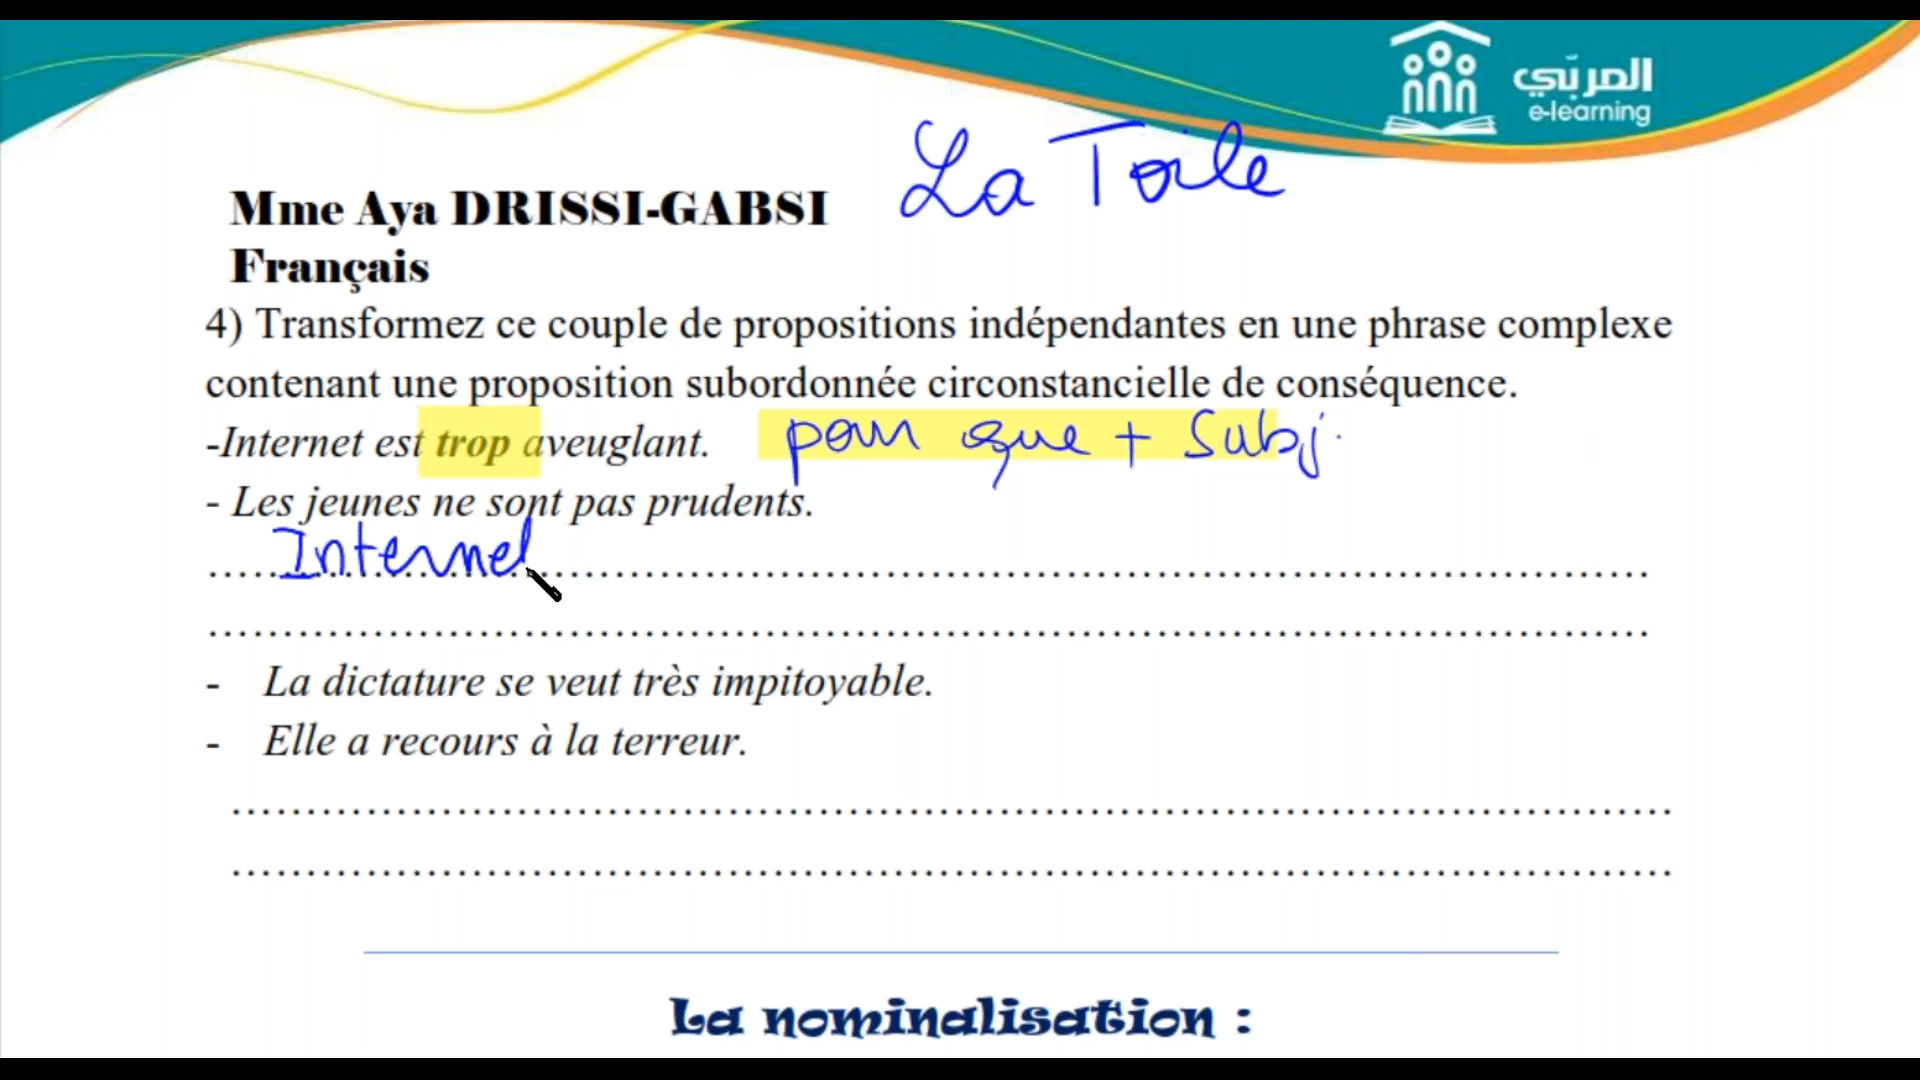 المربّي
e-learning
La Toile
Mme Aya DRISSI-GABSI
Français
4) Transformez ce couple de propositions indépendantes en une phrase complexe
contenant une proposition subordonnée circonstancielle de conséquence.
-Internet est trop aveuglant. pour que + Subj.
- Les jeunes ne sont pas prudents.
Internet
- La dictature se veut très impitoyable.
- Elle a recours à la terreur.
La nominalisation :